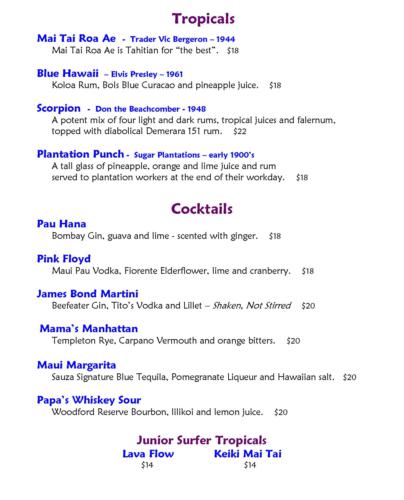 Tropicals
Mai Tai Roa Ae - Trader Vic Bergeron – 1944
Mai Tai Roa Ae is Tahitian for “the best”. $18
Blue Hawaii – Elvis Presley – 1961
Koloa Rum, Bols Blue Curacao and pineapple juice. $18
Scorpion - Don the Beachcomber - 1948
A potent mix of four light and dark rums, tropical juices and falernum,
topped with diabolical Demerara 151 rum. $22
Plantation Punch - Sugar Plantations – early 1900’s
A tall glass of pineapple, orange and lime juice and rum
served to plantation workers at the end of their workday. $18
Cocktails
Pau Hana
Bombay Gin, guava and lime - scented with ginger. $18
Pink Floyd
Maui Pau Vodka, Fiorente Elderflower, lime and cranberry. $18
James Bond Martini
Beefeater Gin, Tito’s Vodka and Lillet – Shaken, Not Stirred $20
Mama’s Manhattan
Templeton Rye, Carpano Vermouth and orange bitters. $20
Maui Margarita
Sauza Signature Blue Tequila, Pomegranate Liqueur and Hawaiian salt. $20
Papa’s Whiskey Sour
Woodford Reserve Bourbon, lilikoi and lemon juice. $20
Junior Surfer Tropicals
Lava Flow Keiki Mai Tai
$14 $14